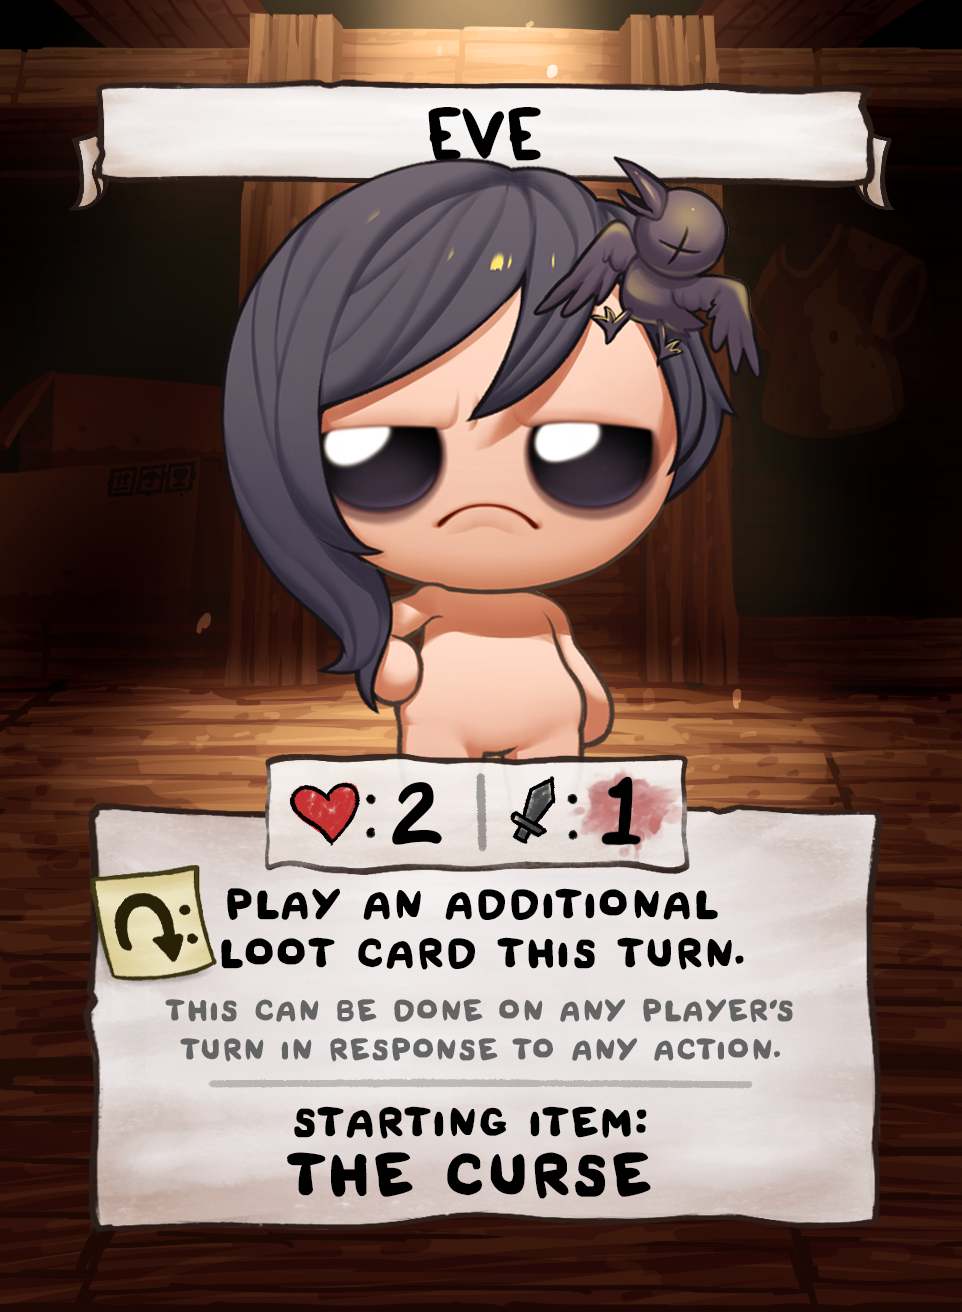 EVE
: 2 | : 1
: PLAY AN ADDITIONAL
LOOT CARD THIS TURN.
THIS CAN BE DONE ON ANY PLAYER'S
TURN IN RESPONSE TO ANY ACTION.
STARTING ITEM:
THE CURSE